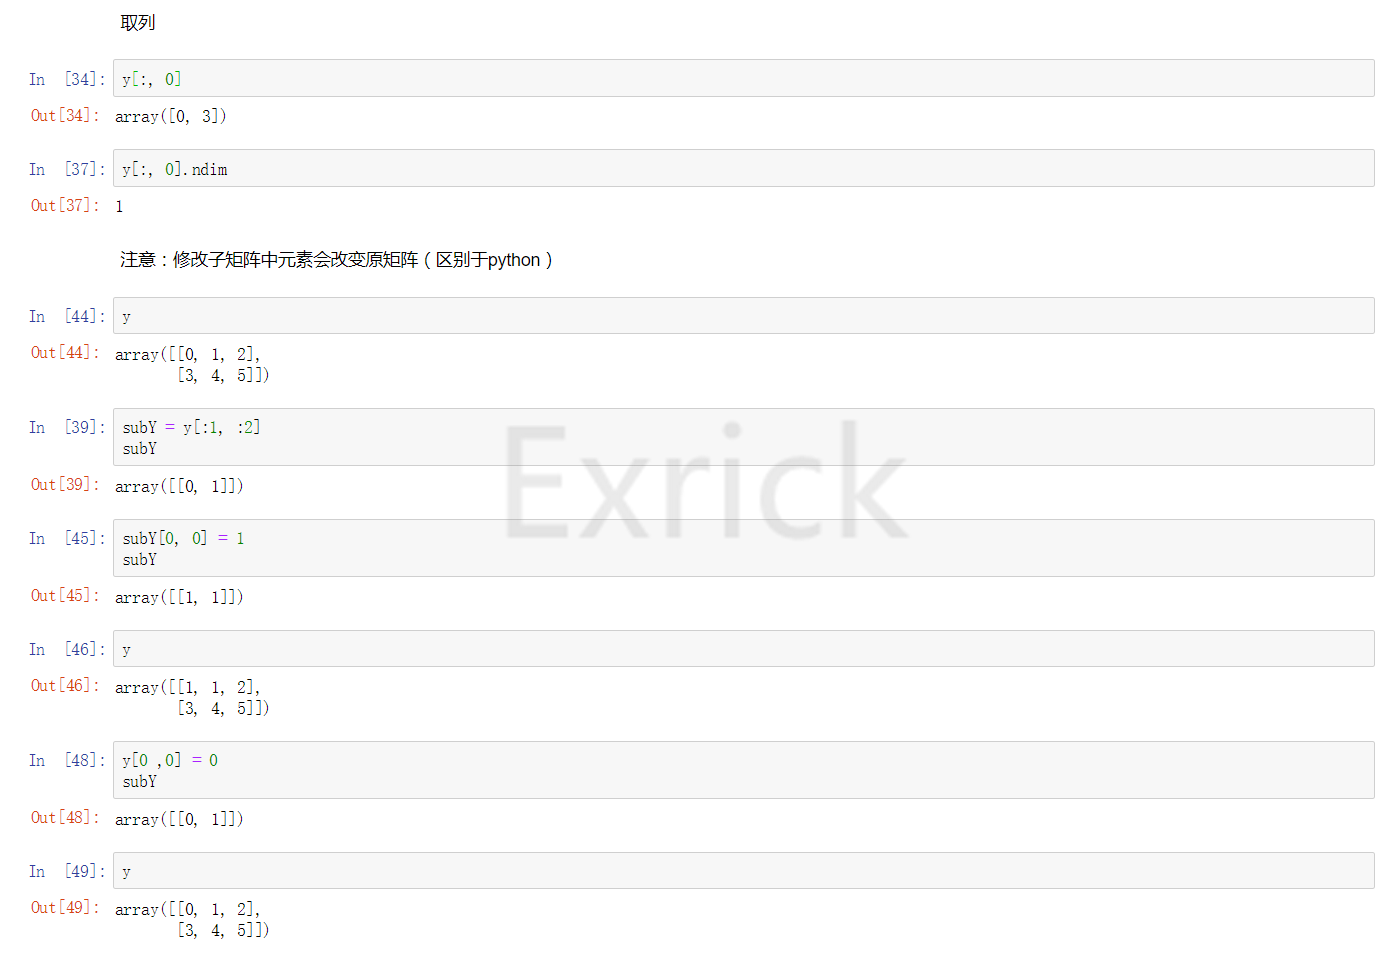 取列
In [34]: y[:, 0]
Out[34]: array([0, 3])
In [37]: y[:, 0].ndim
Out[37]: 1
注意：修改子矩阵中元素会改变原矩阵（区别于python）
In [44]: y
Out[44]: array([[0, 1, 2],
[3, 4, 5]])
In [39]: subY = y[:1, :2]
subY
Out[39]: array([[0, 1]])
In [45]: subY[0, 0] = 1
subY
Out[45]: array([[1, 1]])
In [46]: y
Out[46]: array([[1, 1, 2],
[3, 4, 5]])
In [48]: y[0 ,0] = 0
subY
Out[48]: array([[0, 1]])
In [49]: y
Out[49]: array([[0, 1, 2],
[3, 4, 5]])
Exrick